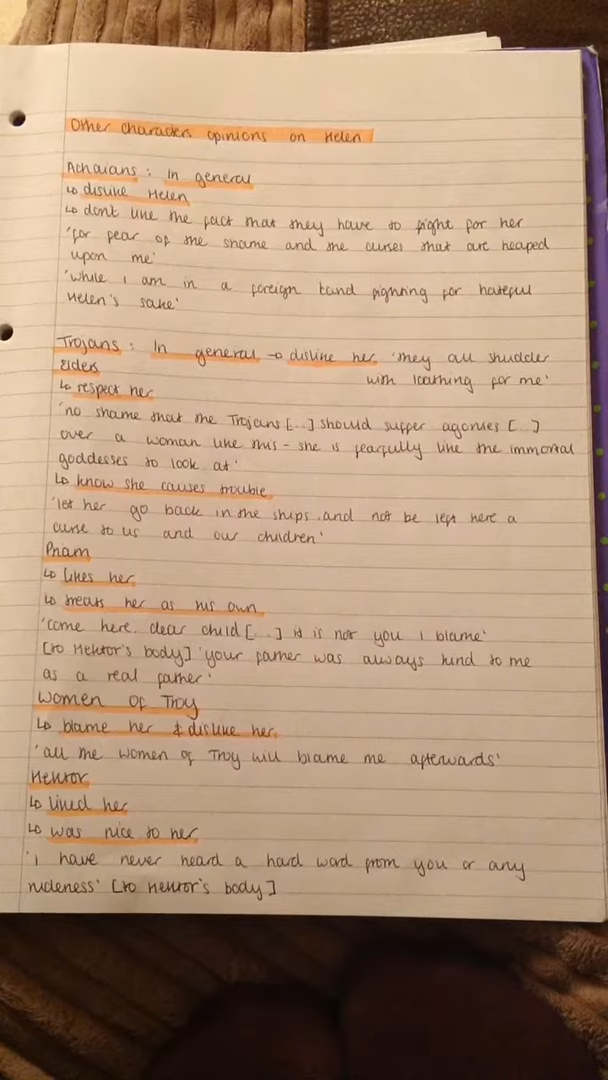 Other characters opinions on Helen
Achaians : In general
↳ dislike Helen
↳ dont like the fact that they have to fight for her
'for fear of the shame and the curses that are heaped
upon me'
'while I am in a foreign land fighting for hateful
Helen's sake'
Trojans : In general → dislike her 'they all shudder
with loathing for me'
Elders
↳ respect her
'no shame that the Trojans [...] should suffer agonies [...]
over a woman like this - she is fearfully like the immortal
goddesses to look at'
↳ know she causes trouble
'let her go back in the ships and not be left here a
curse to us and our children'
Priam
↳ likes her
↳ treats her as his own
'come here, dear child [...] it is not you I blame'
[to Hektor's body] 'your father was always kind to me
as a real father'
Women of Troy
↳ blame her & dislike her
'all the women of Troy will blame me afterwards'
Hektor
↳ liked her
↳ was nice to her
'I have never heard a hard word from you or any
rudeness' [to Hektor's body]